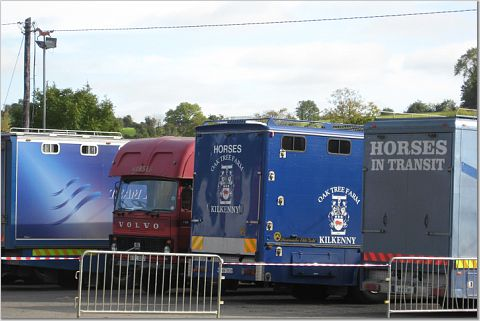 HORSES
OAK TREE FARM
KILKENNY
OAK TREE FARM
KILKENNY
HORSES
IN TRANSIT
VOLVO